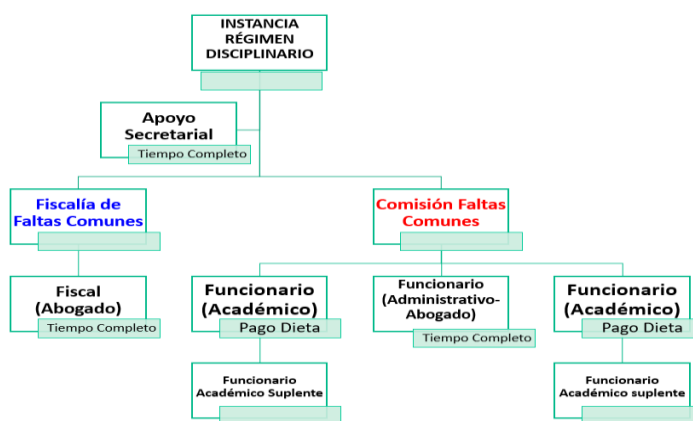 INSTANCIA
RÉGIMEN
DISCIPLINARIO
Apoyo
Secretarial
Tiempo Completo
Fiscalía de
Faltas Comunes
Comisión Faltas
Comunes
Fiscal
(Abogado)
Tiempo Completo
Funcionario
(Académico)
Pago Dieta
Funcionario
(Administrativo-
Abogado)
Tiempo Completo
Funcionario
(Académico)
Pago Dieta
Funcionario
Académico Suplente
Funcionario
Académico suplente